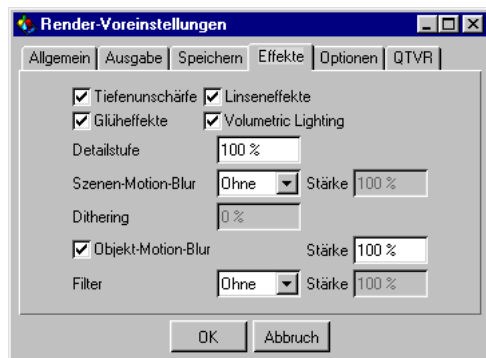 Render-Voreinstellungen
Allgemein Ausgabe Speichern Effekte Optionen QTVR
Tiefenunschärfe Linseneffekte
Glüheffekte Volumetric Lighting
Detailstufe 100 %
Szenen-Motion-Blur Ohne Stärke 100 %
Dithering 0 %
Objekt-Motion-Blur Stärke 100 %
Filter Ohne Stärke 100 %
OK Abbruch